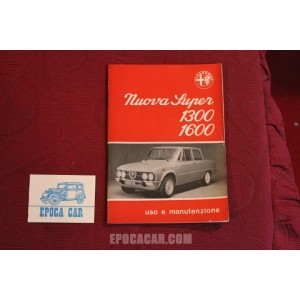 Nuova Super
1300
1600
uso e manutenzione
EPOCA CAR
EPOCACAR.COM